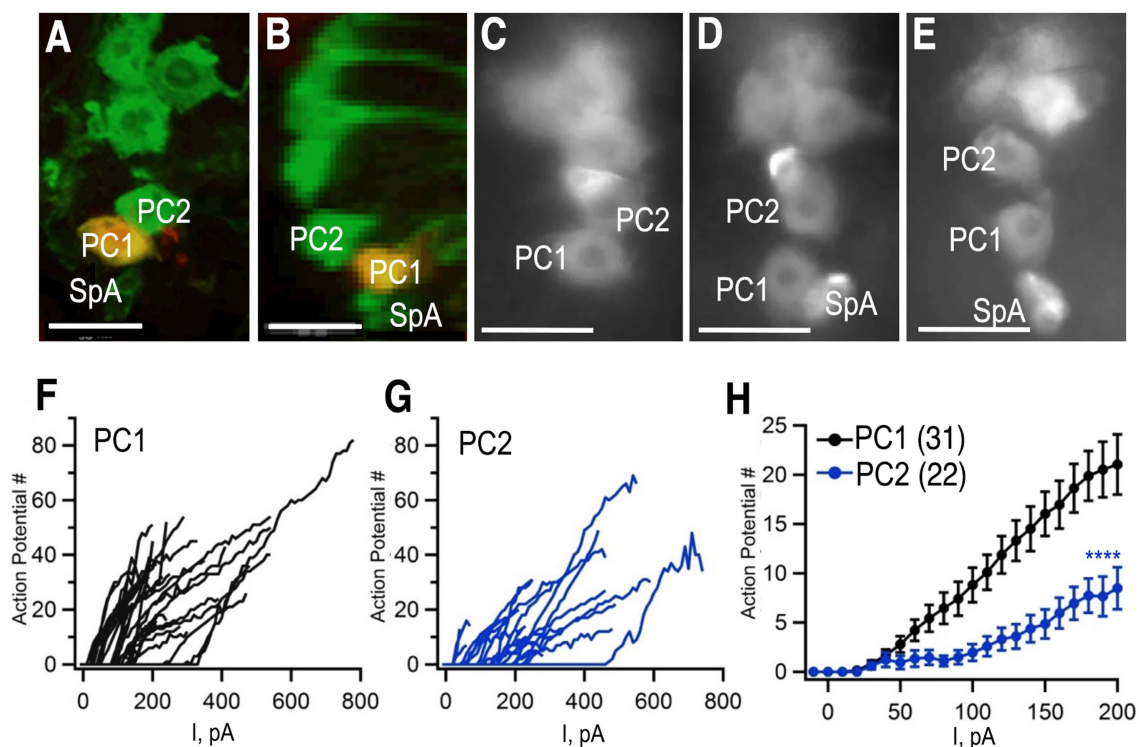 A
B
C
D
E
PC2
PC1
SpA
PC2
PC1
SpA
PC2
PC1
PC2
PC1
SpA
PC2
PC1
SpA
F
PC1
Action Potential #
80
60
40
20
0
0 200 400 600 800
I, pA
G
PC2
Action Potential #
80
60
40
20
0
0 200 400 600 800
I, pA
H
PC1 (31)
PC2 (22)
Action Potential #
25
20
15
10
5
0
****
0 50 100 150 200
I, pA